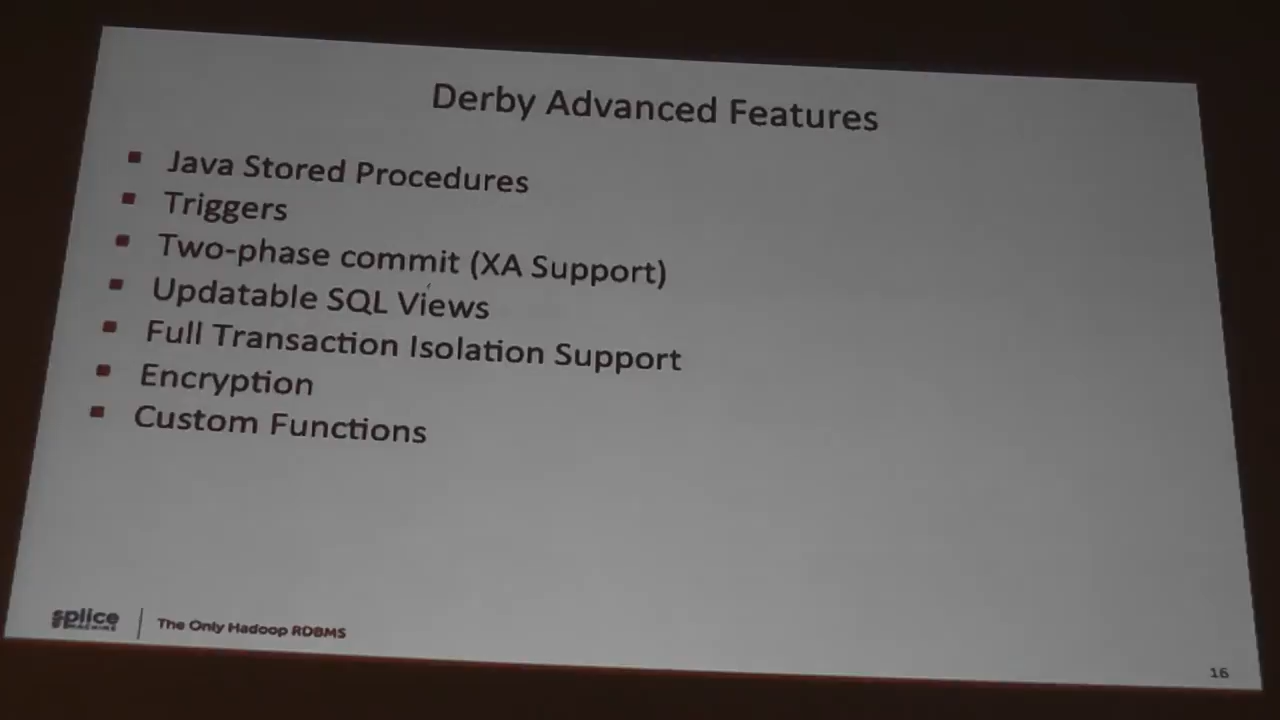 Derby Advanced Features
Java Stored Procedures
Triggers
Two-phase commit (XA Support)
Updatable SQL Views
Full Transaction Isolation Support
Encryption
Custom Functions
splice
MACHINE
The Only Hadoop RDBMS
16